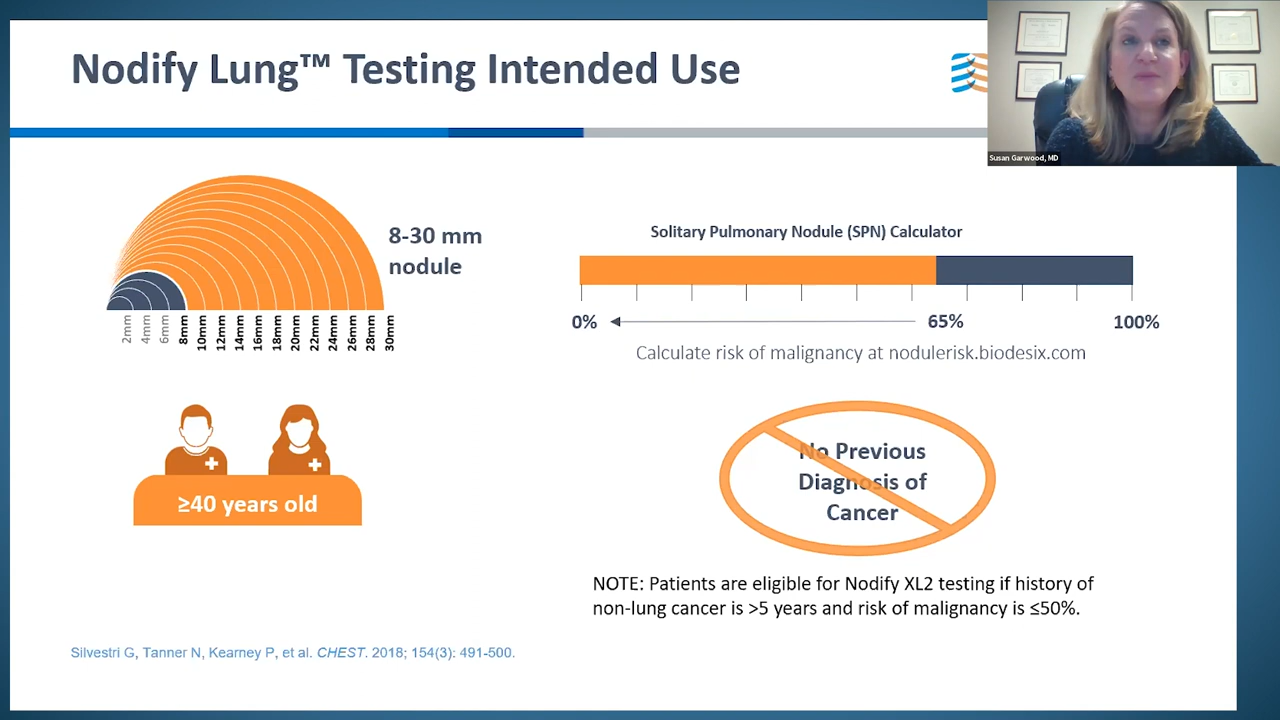 Nodify Lung™ Testing Intended Use
Susan Garwood, MD
8-30 mm
nodule
2mm
4mm
6mm
8mm
10mm
12mm
14mm
16mm
18mm
20mm
22mm
24mm
26mm
28mm
30mm
Solitary Pulmonary Nodule (SPN) Calculator
0%
65%
100%
Calculate risk of malignancy at nodulerisk.biodesix.com
≥40 years old
No Previous
Diagnosis of
Cancer
NOTE: Patients are eligible for Nodify XL2 testing if history of
non-lung cancer is >5 years and risk of malignancy is ≤50%.
Silvestri G, Tanner N, Kearney P, et al. CHEST. 2018; 154(3): 491-500.